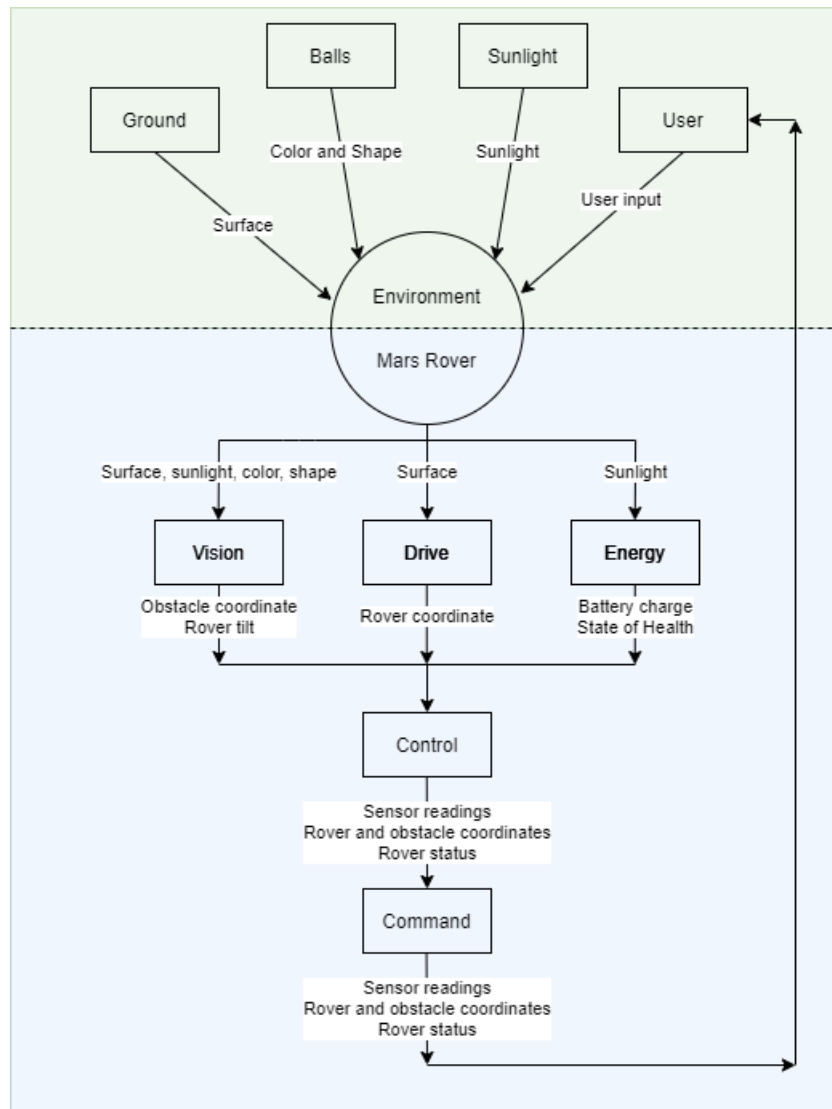 Balls
Sunlight
Ground
User
Color and Shape
Sunlight
User input
Surface
Environment
Mars Rover
Surface, sunlight, color, shape
Surface
Sunlight
Vision
Drive
Energy
Obstacle coordinate
Rover tilt
Rover coordinate
Battery charge
State of Health
Control
Sensor readings
Rover and obstacle coordinates
Rover status
Command
Sensor readings
Rover and obstacle coordinates
Rover status